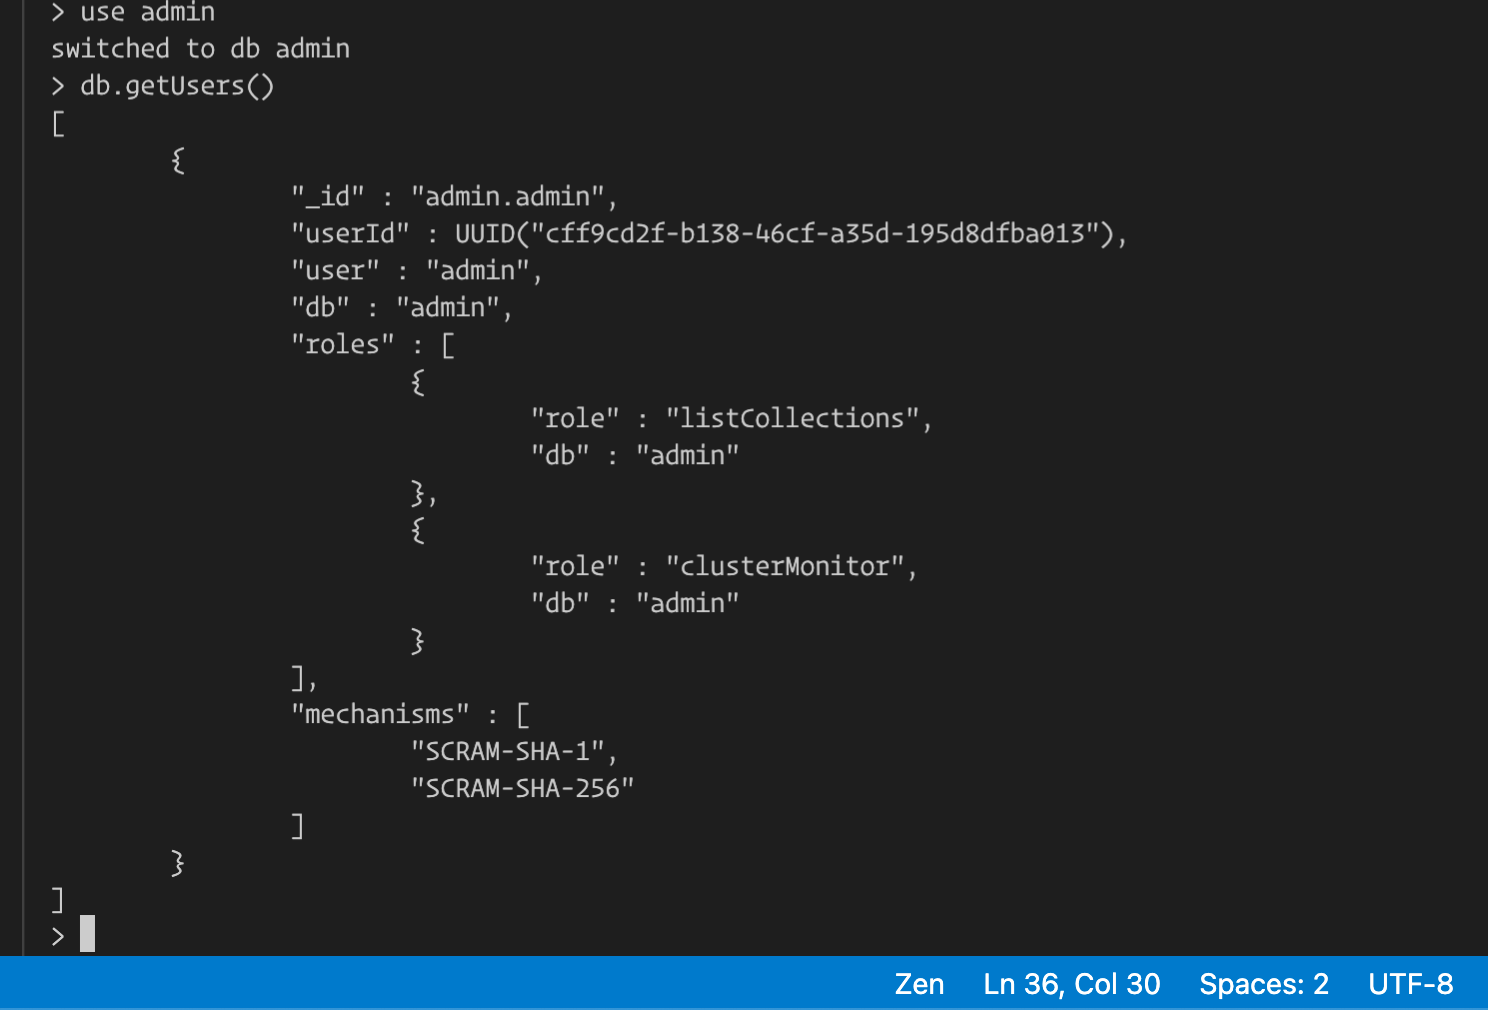 > use admin
switched to db admin
> db.getUsers()
[
{
"_id" : "admin.admin",
"userId" : UUID("cff9cd2f-b138-46cf-a35d-195d8dfba013"),
"user" : "admin",
"db" : "admin",
"roles" : [
{
"role" : "listCollections",
"db" : "admin"
},
{
"role" : "clusterMonitor",
"db" : "admin"
}
],
"mechanisms" : [
"SCRAM-SHA-1",
"SCRAM-SHA-256"
]
}
]
>
Zen Ln 36, Col 30 Spaces: 2 UTF-8